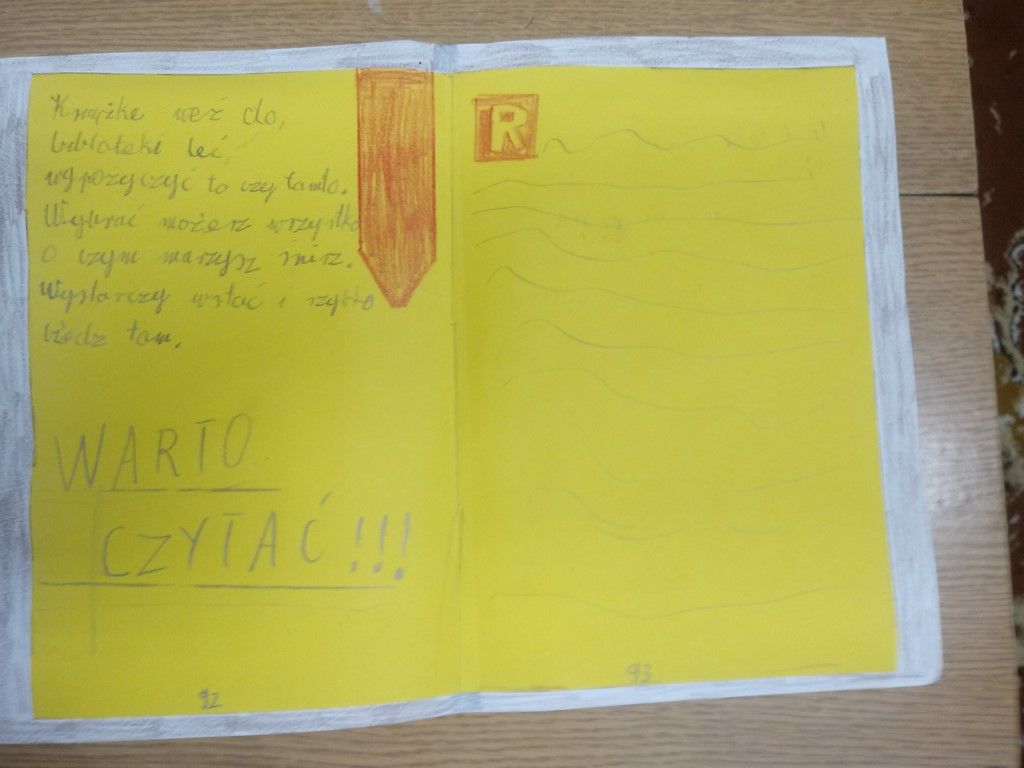 Książkę weź do,
biblioteki leć,
wypożyczyć to czy tamto.
Wybrać możesz wszystko
O czym marzysz śnisz.
Wystarczy wstać i szybko
tam.
WARTO
CZYTAĆ!!!
92
R
93